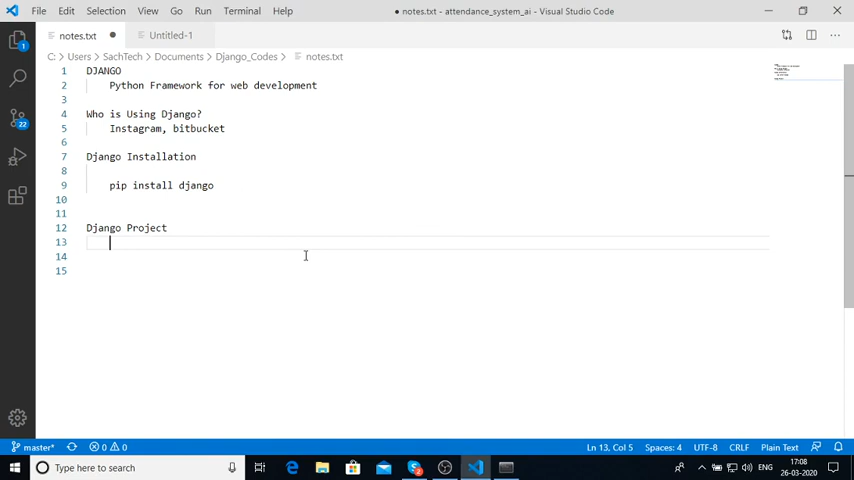 File Edit Selection View Go Run Terminal Help
● notes.txt - attendance_system_ai - Visual Studio Code
notes.txt ● Untitled-1
C: > Users > SachTech > Documents > Django_Codes > notes.txt
1 DJANGO
2 Python Framework for web development
3
4 Who is Using Django?
5 Instagram, bitbucket
6
7 Django Installation
8
9 pip install django
10
11
12 Django Project
13
14
15
1
22
master* 0 0 Ln 13, Col 5 Spaces: 4 UTF-8 CRLF Plain Text
Type here to search
2
ENG
17:08
26-03-2020